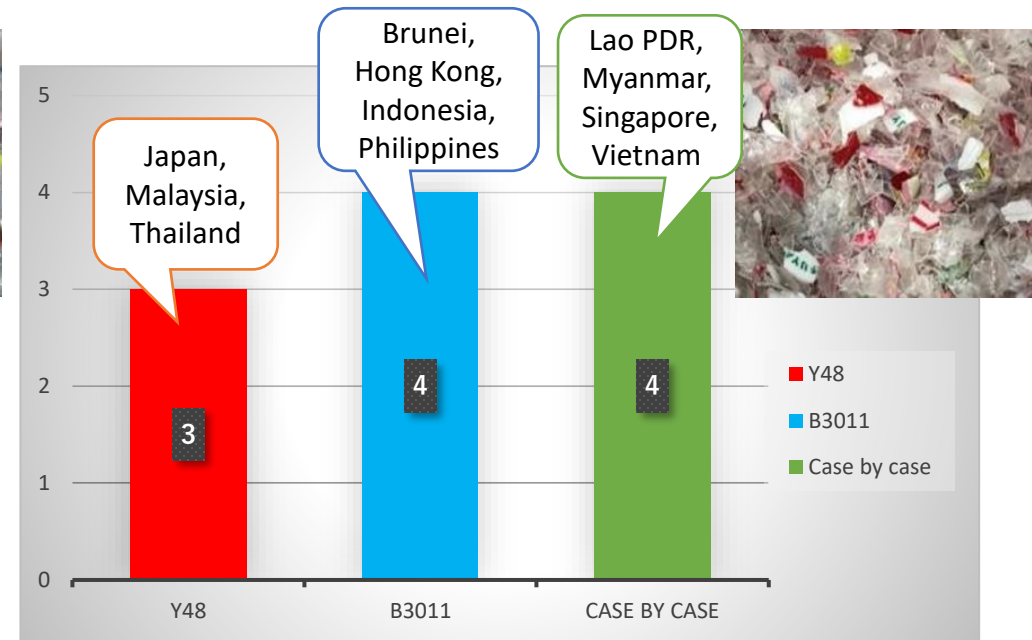 Brunei,
Hong Kong,
Indonesia,
Philippines
Lao PDR,
Myanmar,
Singapore,
Vietnam
Japan,
Malaysia,
Thailand
5
4
3
2
1
0
3
4
4
Y48
B3011
CASE BY CASE
Y48
B3011
Case by case